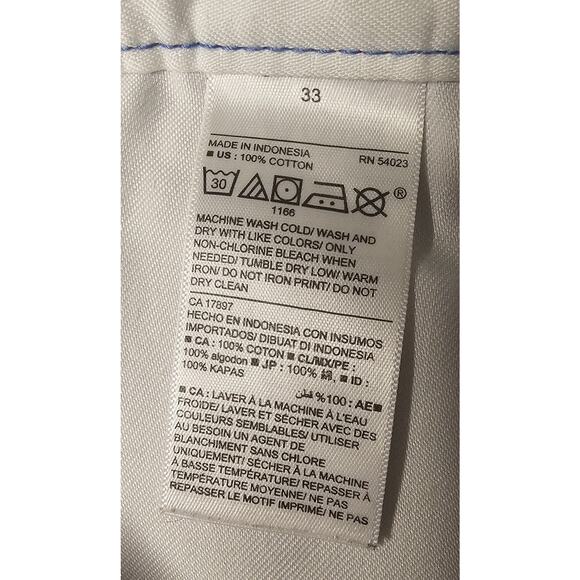 33
MADE IN INDONESIA RN 54023
■ US : 100% COTTON
30 ®
1166
MACHINE WASH COLD/ WASH AND
DRY WITH LIKE COLORS/ ONLY
NON-CHLORINE BLEACH WHEN
NEEDED/ TUMBLE DRY LOW/ WARM
IRON/ DO NOT IRON PRINT/ DO NOT
DRY CLEAN
CA 17897
HECHO EN INDONESIA CON INSUMOS
IMPORTADOS/ DIBUAT DI INDONESIA
■ CA : 100% COTON ■ CL/MX/PE :
100% algodon ■ JP : 100% 綿, ■ ID :
100% KAPAS
■AE :100% قطن
■ CA : LAVER À LA MACHINE À L'EAU
FROIDE/ LAVER ET SÉCHER AVEC DES
COULEURS SEMBLABLES/ UTILISER
AU BESOIN UN AGENT DE
BLANCHIMENT SANS CHLORE
UNIQUEMENT/ SÉCHER À LA MACHINE
À BASSE TEMPÉRATURE/ REPASSER À
TEMPÉRATURE MOYENNE/ NE PAS
REPASSER LE MOTIF IMPRIMÉ/ NE PAS